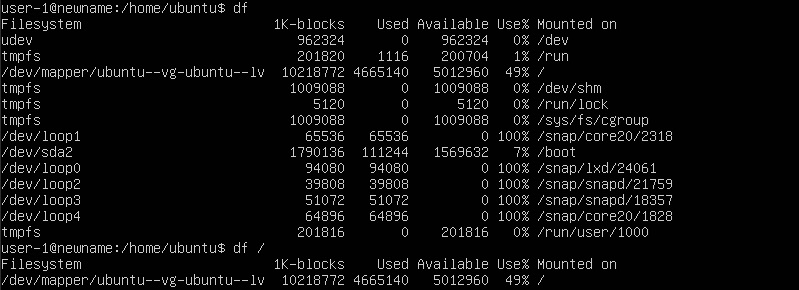 user-1@newname:/home/ubuntu$ df
Filesystem                        1K-blocks    Used Available Use% Mounted on
udev                                 962324       0    962324   0% /dev
tmpfs                                201820    1116    200704   1% /run
/dev/mapper/ubuntu--vg-ubuntu--lv  10218772 4665140   5012960  49% /
tmpfs                               1009088       0   1009088   0% /dev/shm
tmpfs                                  5120       0      5120   0% /run/lock
tmpfs                               1009088       0   1009088   0% /sys/fs/cgroup
/dev/loop1                            65536   65536         0 100% /snap/core20/2318
/dev/sda2                           1790136  111244   1569632   7% /boot
/dev/loop0                            94080   94080         0 100% /snap/lxd/24061
/dev/loop2                            39808   39808         0 100% /snap/snapd/21759
/dev/loop3                            51072   51072         0 100% /snap/snapd/18357
/dev/loop4                            64896   64896         0 100% /snap/core20/1828
tmpfs                                201816       0    201816   0% /run/user/1000
user-1@newname:/home/ubuntu$ df /
Filesystem                        1K-blocks    Used Available Use% Mounted on
/dev/mapper/ubuntu--vg-ubuntu--lv  10218772 4665140   5012960  49% /